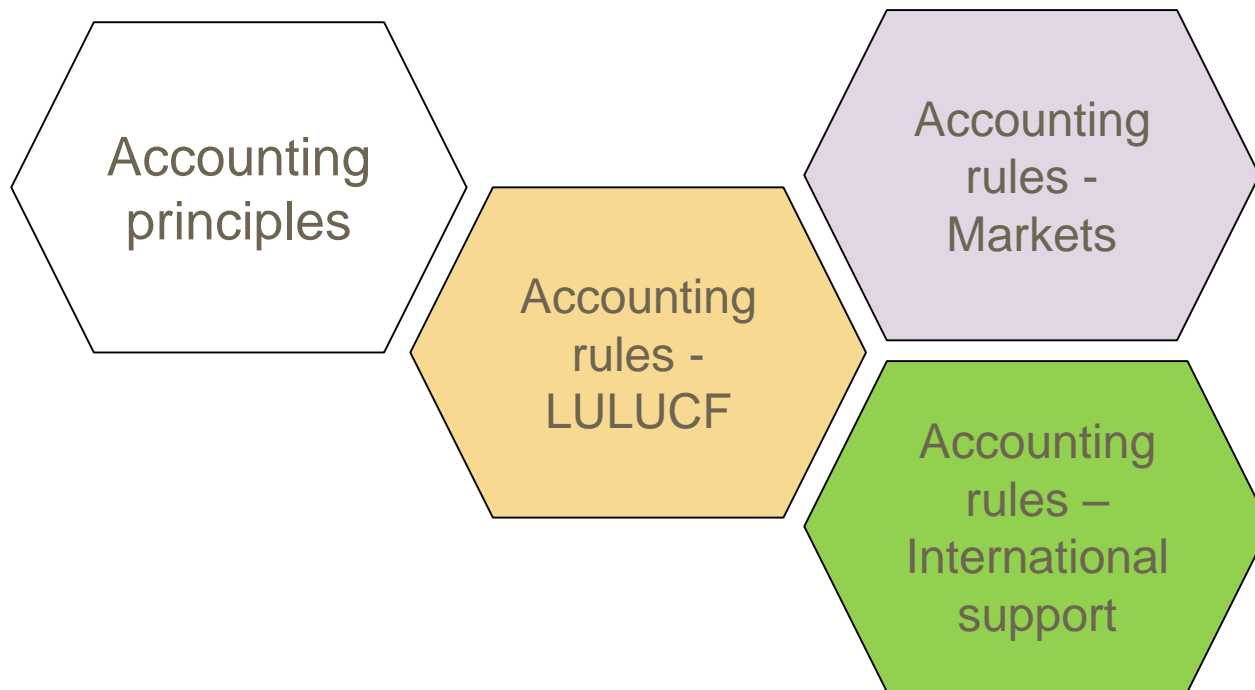 Accounting
principles
Accounting
rules -
LULUCF
Accounting
rules -
Markets
Accounting
rules –
International
support